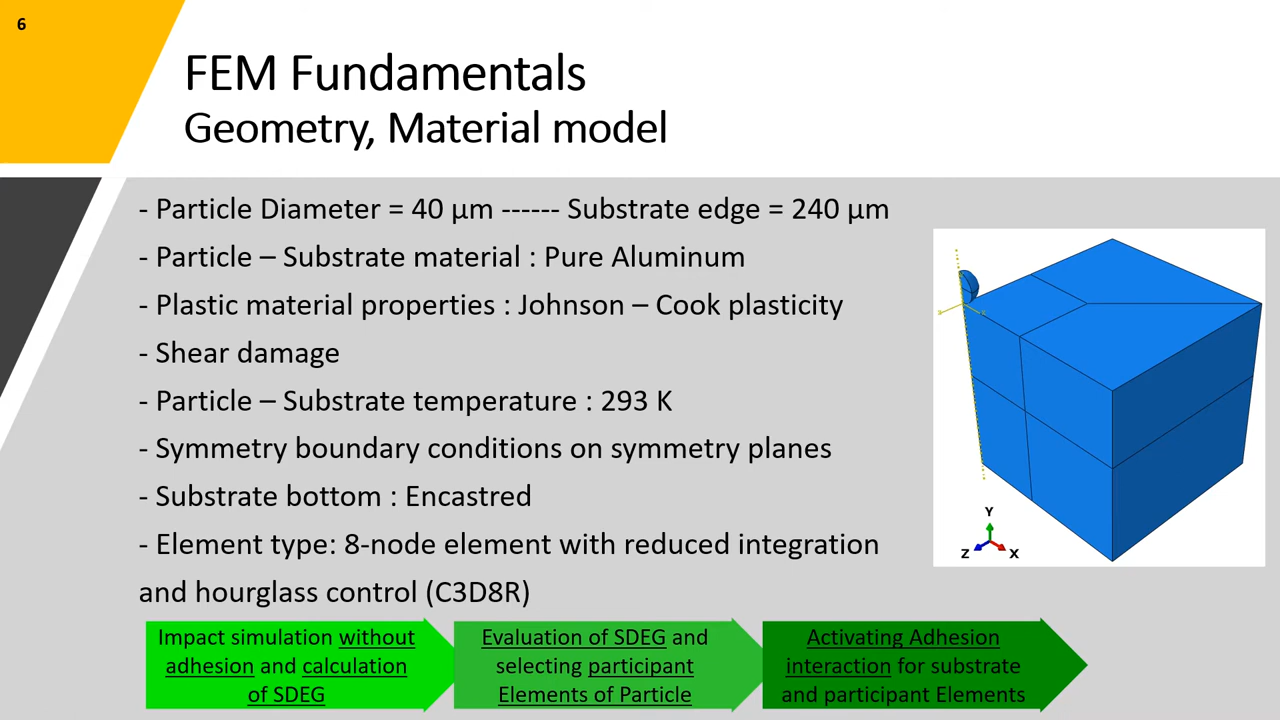 6
FEM Fundamentals
Geometry, Material model
- Particle Diameter = 40 µm ------ Substrate edge = 240 µm
- Particle – Substrate material : Pure Aluminum
- Plastic material properties : Johnson – Cook plasticity
- Shear damage
- Particle – Substrate temperature : 293 K
- Symmetry boundary conditions on symmetry planes
- Substrate bottom : Encastred
- Element type: 8-node element with reduced integration
and hourglass control (C3D8R)
Y
Z
X
Impact simulation without
adhesion and calculation
of SDEG
Evaluation of SDEG and
selecting participant
Elements of Particle
Activating Adhesion
interaction for substrate
and participant Elements